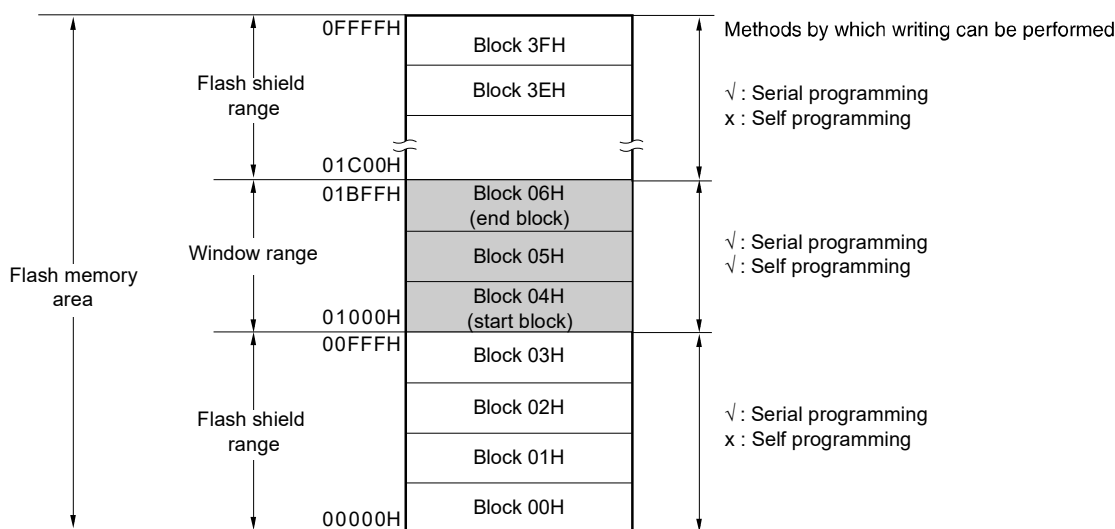 0FFFFH
Block 3FH
Methods by which writing can be performed
Flash shield
range
Block 3EH
√ : Serial programming
x : Self programming
01C00H
01BFFH
Block 06H
(end block)
Window range
Block 05H
√ : Serial programming
√ : Self programming
Flash memory
area
Block 04H
(start block)
01000H
00FFFH
Block 03H
Flash shield
range
Block 02H
√ : Serial programming
x : Self programming
Block 01H
Block 00H
00000H